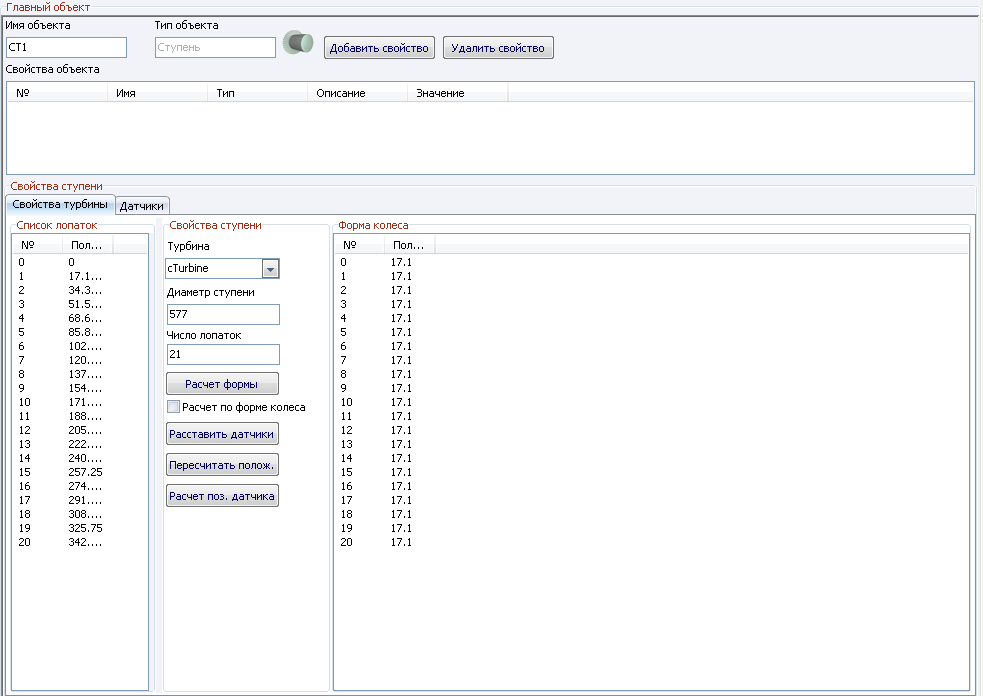 Главный объект
Имя объекта Тип объекта
СТ1 Ступень Добавить свойство Удалить свойство
Свойства объекта
№ Имя Тип Описание Значение
Свойства ступени
Свойства турбины Датчики
Список лопаток Свойства ступени Форма колеса
№ Пол... Турбина № Пол...
0 0 cTurbine 0 17.1
1 17.1... 1 17.1
2 34.3... Диаметр ступени 2 17.1
3 51.5... 577 3 17.1
4 68.6... 4 17.1
5 85.8... Число лопаток 5 17.1
6 102.... 21 6 17.1
7 120.... 7 17.1
8 137.... Расчет формы 8 17.1
9 154.... 9 17.1
10 171.... Расчет по форме колеса 10 17.1
11 188.... 11 17.1
12 205.... Расставить датчики 12 17.1
13 222.... 13 17.1
14 240.... Пересчитать полож. 14 17.1
15 257.25 15 17.1
16 274.... Расчет поз. датчика 16 17.1
17 291.... 17 17.1
18 308.... 18 17.1
19 325.75 19 17.1
20 342.... 20 17.1